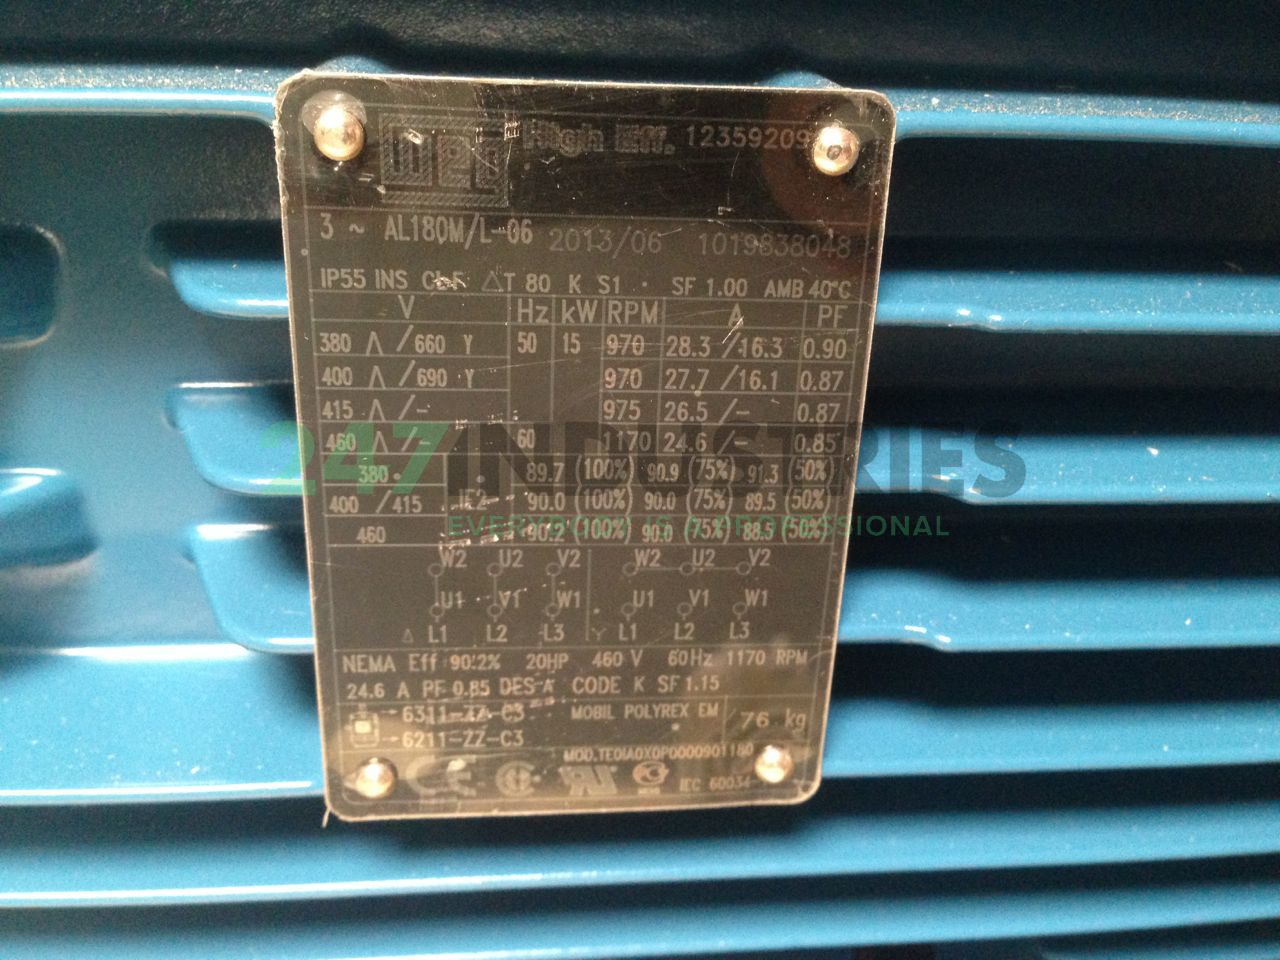 WEG High Eff. 12359209
3 ~ AL180M/L-06 2013/06 1019838048
IP55 INS CL.F △T 80 K S1 SF 1.00 AMB 40°C
V Hz kW RPM A PF
380 △/660 Y 50 15 970 28.3/16.3 0.90
400 △/690 Y 970 27.7/16.1 0.87
415 △/- 975 26.5/- 0.87
460 △/- 60 1170 24.6/- 0.85
380 89.7 (100%) 90.9 (75%) 91.3 (50%)
400/415 IE2 90.0 (100%) 90.0 (75%) 89.5 (50%)
460 90.2 (100%) 90.0 (75%) 88.5 (50%)
247INDUSTRIES
EVERYBODY IS A PROFESSIONAL
W2 U2 V2 W2 U2 V2
U1 V1 W1 U1 V1 W1
△ L1 L2 L3 Y L1 L2 L3
NEMA Eff 90.2% 20HP 460 V 60Hz 1170 RPM
24.6 A PF 0.85 DES A CODE K SF 1.15
6311-ZZ-C3 MOBIL POLYREX EM
6211-ZZ-C3 76 kg
MOD.TE0IA0X0P0000901180
CE IEC 60034